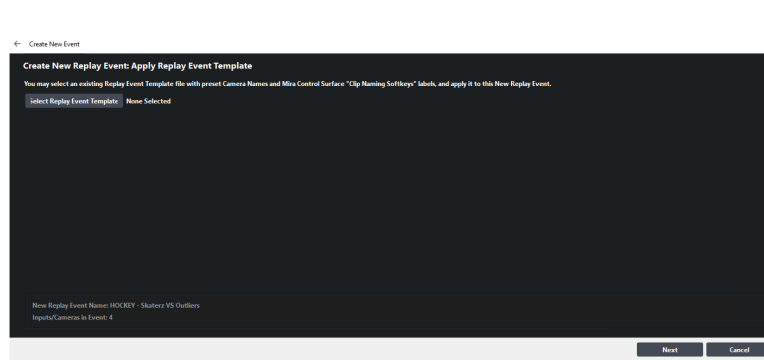 ← Create New Event
Create New Replay Event: Apply Replay Event Template
You may select an existing Replay Event Template file with preset Camera Names and Mira Control Surface "Clip Naming Softkeys" labels, and apply it to this New Replay Event.
Select Replay Event Template None Selected
New Replay Event Name: HOCKEY - Skaterz VS Outliers
Inputs/Cameras in Event: 4
Next Cancel